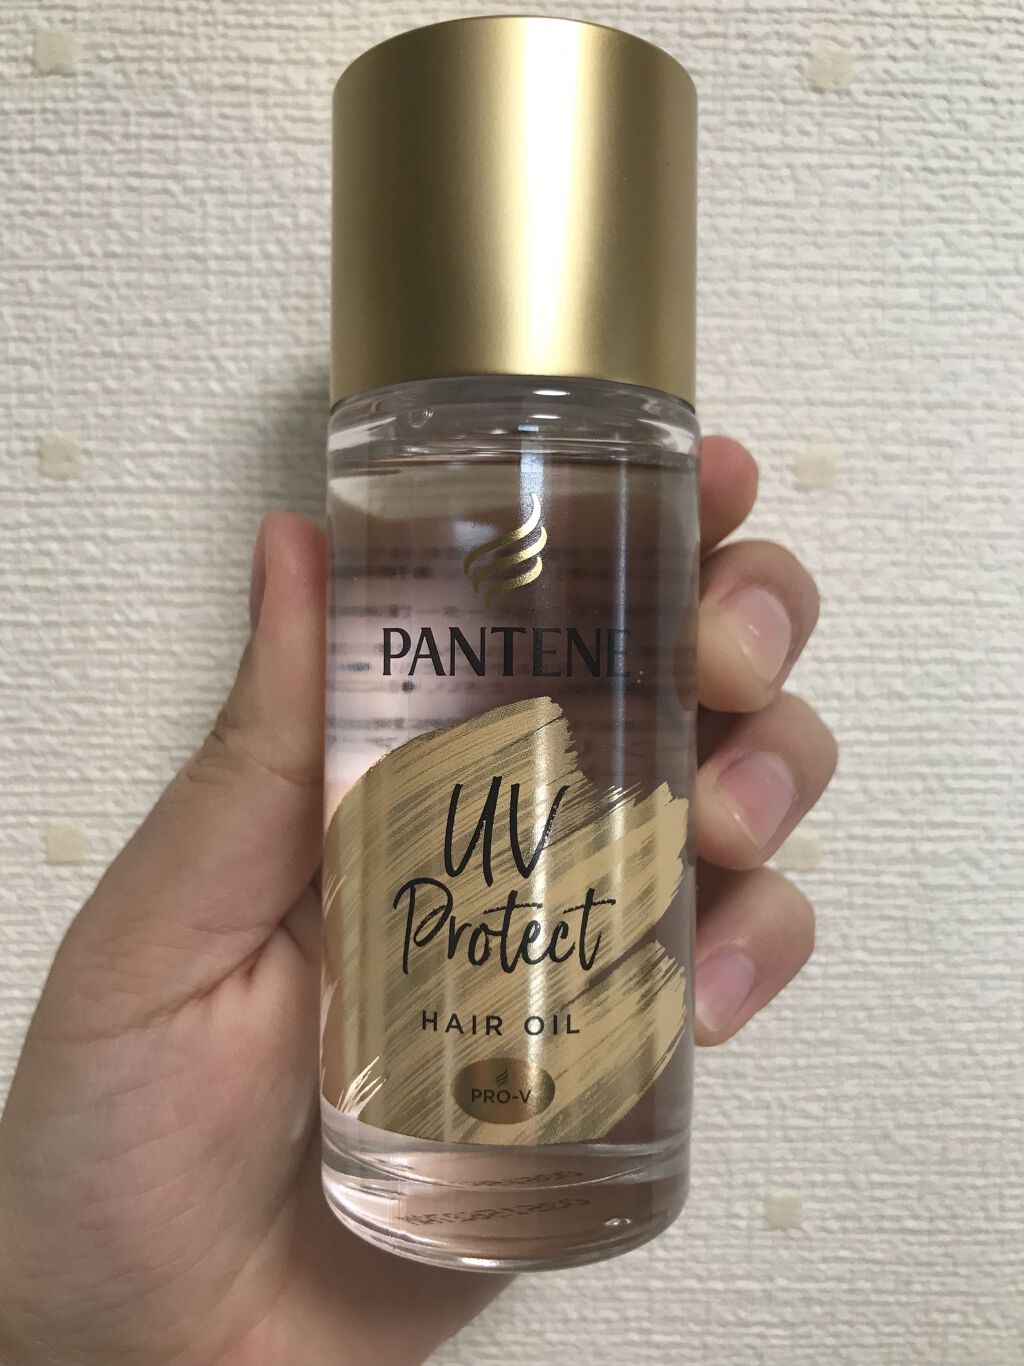 PANTENE
UV
Protect
HAIR OIL
PRO-V